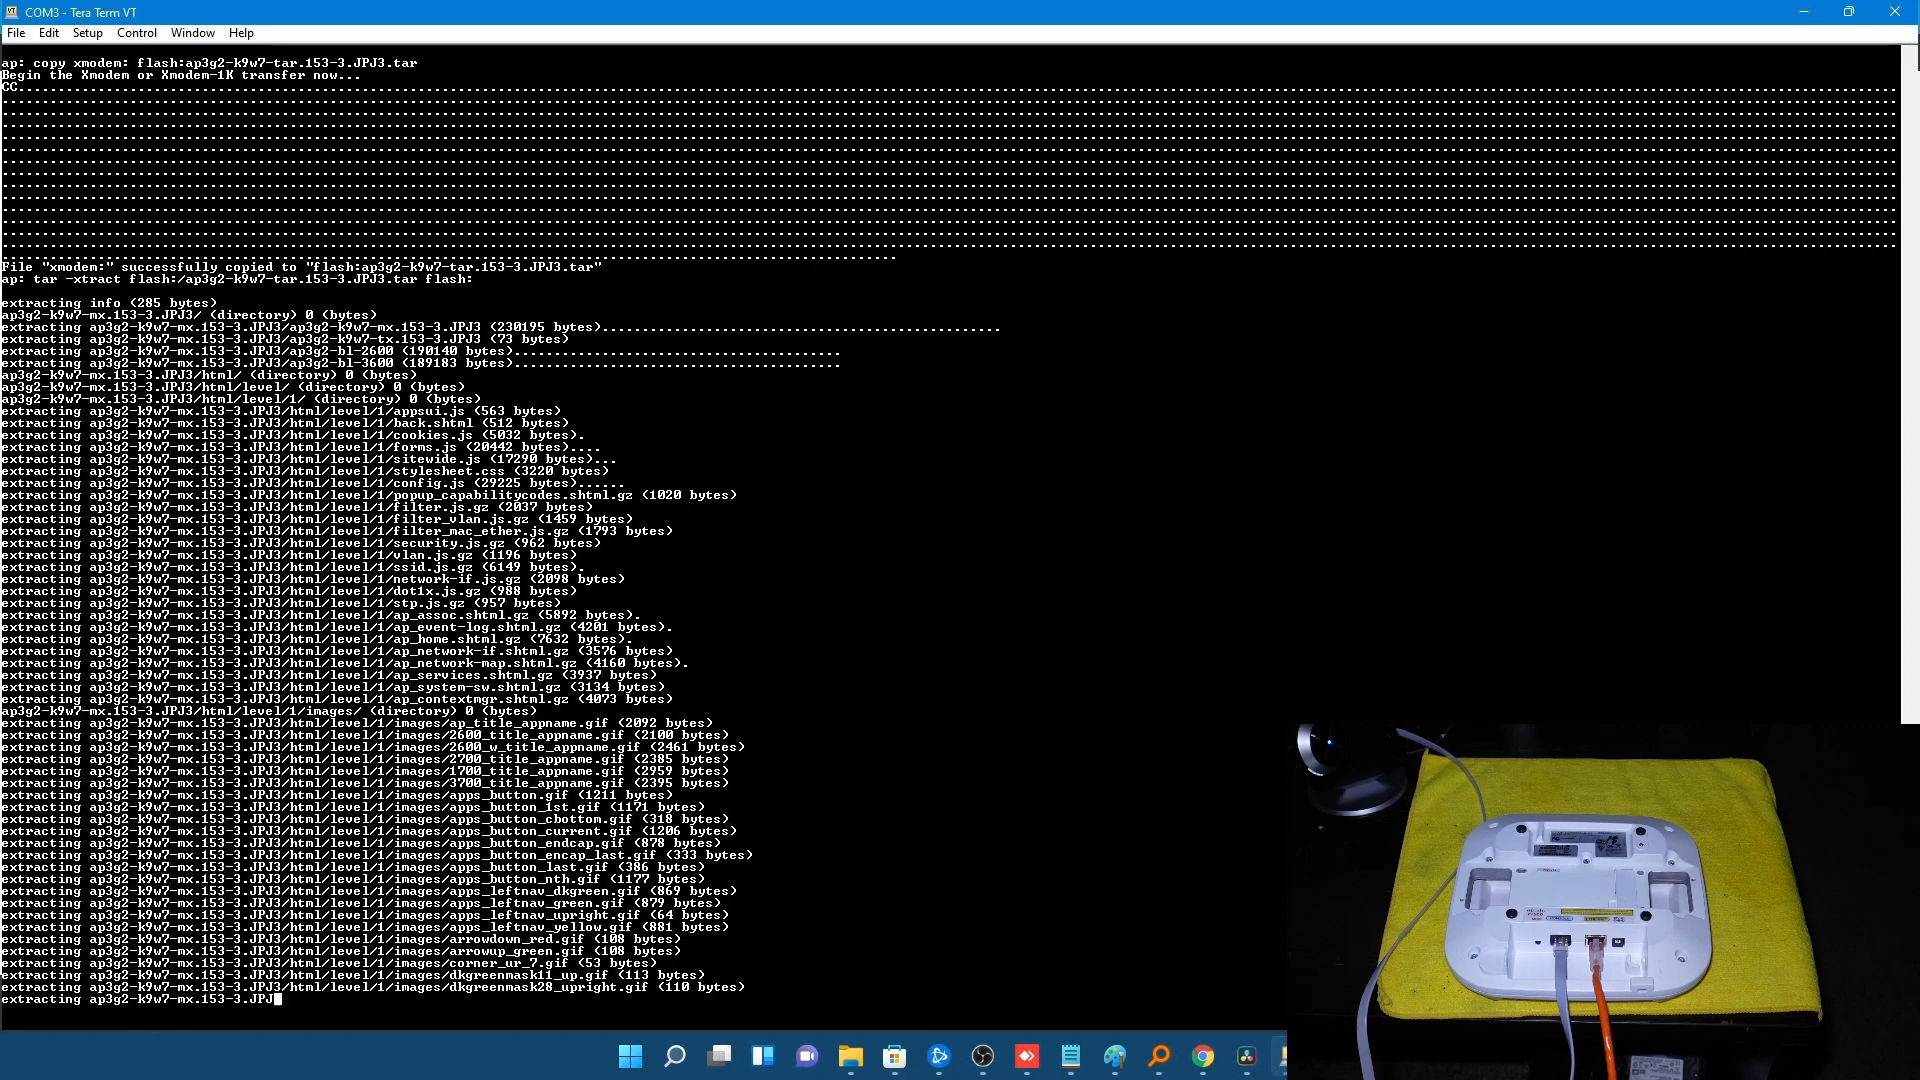 COM3 - Tera Term VT
File Edit Setup Control Window Help
ap: copy xmodem: flash:ap3g2-k9w7-tar.153-3.JPJ3.tar
Begin the Xmodem or Xmodem-1K transfer now...
CC..............................
File "xmodem:" successfully copied to "flash:ap3g2-k9w7-tar.153-3.JPJ3.tar"
ap: tar -xtract flash:/ap3g2-k9w7-tar.153-3.JPJ3.tar flash:
extracting info (285 bytes)
ap3g2-k9w7-mx.153-3.JPJ3/ (directory) 0 (bytes)
extracting ap3g2-k9w7-mx.153-3.JPJ3/ap3g2-k9w7-mx.153-3.JPJ3 (230195 bytes)..................................................
extracting ap3g2-k9w7-mx.153-3.JPJ3/ap3g2-k9w7-tx.153-3.JPJ3 (73 bytes)
extracting ap3g2-k9w7-mx.153-3.JPJ3/ap3g2-bl-2600 (190140 bytes).........................................
extracting ap3g2-k9w7-mx.153-3.JPJ3/ap3g2-bl-3600 (189183 bytes).........................................
ap3g2-k9w7-mx.153-3.JPJ3/html/ (directory) 0 (bytes)
ap3g2-k9w7-mx.153-3.JPJ3/html/level/ (directory) 0 (bytes)
ap3g2-k9w7-mx.153-3.JPJ3/html/level/1/ (directory) 0 (bytes)
extracting ap3g2-k9w7-mx.153-3.JPJ3/html/level/1/appsui.js (563 bytes)
extracting ap3g2-k9w7-mx.153-3.JPJ3/html/level/1/back.shtml (512 bytes)
extracting ap3g2-k9w7-mx.153-3.JPJ3/html/level/1/cookies.js (5032 bytes).
extracting ap3g2-k9w7-mx.153-3.JPJ3/html/level/1/forms.js (20442 bytes)....
extracting ap3g2-k9w7-mx.153-3.JPJ3/html/level/1/sitewide.js (17290 bytes)...
extracting ap3g2-k9w7-mx.153-3.JPJ3/html/level/1/stylesheet.css (3220 bytes)
extracting ap3g2-k9w7-mx.153-3.JPJ3/html/level/1/config.js (29225 bytes)......
extracting ap3g2-k9w7-mx.153-3.JPJ3/html/level/1/popup_capabilitycodes.shtml.gz (1020 bytes)
extracting ap3g2-k9w7-mx.153-3.JPJ3/html/level/1/filter.js.gz (2037 bytes)
extracting ap3g2-k9w7-mx.153-3.JPJ3/html/level/1/filter_vlan.js.gz (1459 bytes)
extracting ap3g2-k9w7-mx.153-3.JPJ3/html/level/1/filter_mac_ether.js.gz (1793 bytes)
extracting ap3g2-k9w7-mx.153-3.JPJ3/html/level/1/security.js.gz (962 bytes)
extracting ap3g2-k9w7-mx.153-3.JPJ3/html/level/1/vlan.js.gz (1196 bytes)
extracting ap3g2-k9w7-mx.153-3.JPJ3/html/level/1/ssid.js.gz (6149 bytes).
extracting ap3g2-k9w7-mx.153-3.JPJ3/html/level/1/network-if.js.gz (2098 bytes)
extracting ap3g2-k9w7-mx.153-3.JPJ3/html/level/1/dot1x.js.gz (988 bytes)
extracting ap3g2-k9w7-mx.153-3.JPJ3/html/level/1/stp.js.gz (957 bytes)
extracting ap3g2-k9w7-mx.153-3.JPJ3/html/level/1/ap_assoc.shtml.gz (5892 bytes).
extracting ap3g2-k9w7-mx.153-3.JPJ3/html/level/1/ap_event-log.shtml.gz (4201 bytes).
extracting ap3g2-k9w7-mx.153-3.JPJ3/html/level/1/ap_home.shtml.gz (7632 bytes).
extracting ap3g2-k9w7-mx.153-3.JPJ3/html/level/1/ap_network-if.shtml.gz (3576 bytes)
extracting ap3g2-k9w7-mx.153-3.JPJ3/html/level/1/ap_network-map.shtml.gz (4160 bytes).
extracting ap3g2-k9w7-mx.153-3.JPJ3/html/level/1/ap_services.shtml.gz (3937 bytes)
extracting ap3g2-k9w7-mx.153-3.JPJ3/html/level/1/ap_system-sw.shtml.gz (3134 bytes)
extracting ap3g2-k9w7-mx.153-3.JPJ3/html/level/1/ap_contextmgr.shtml.gz (4073 bytes)
ap3g2-k9w7-mx.153-3.JPJ3/html/level/1/images/ (directory) 0 (bytes)
extracting ap3g2-k9w7-mx.153-3.JPJ3/html/level/1/images/ap_title_appname.gif (2092 bytes)
extracting ap3g2-k9w7-mx.153-3.JPJ3/html/level/1/images/2600_title_appname.gif (2100 bytes)
extracting ap3g2-k9w7-mx.153-3.JPJ3/html/level/1/images/2600_w_title_appname.gif (2461 bytes)
extracting ap3g2-k9w7-mx.153-3.JPJ3/html/level/1/images/2700_title_appname.gif (2385 bytes)
extracting ap3g2-k9w7-mx.153-3.JPJ3/html/level/1/images/1700_title_appname.gif (2959 bytes)
extracting ap3g2-k9w7-mx.153-3.JPJ3/html/level/1/images/3700_title_appname.gif (2395 bytes)
extracting ap3g2-k9w7-mx.153-3.JPJ3/html/level/1/images/apps_button.gif (1211 bytes)
extracting ap3g2-k9w7-mx.153-3.JPJ3/html/level/1/images/apps_button_1st.gif (1171 bytes)
extracting ap3g2-k9w7-mx.153-3.JPJ3/html/level/1/images/apps_button_cbottom.gif (318 bytes)
extracting ap3g2-k9w7-mx.153-3.JPJ3/html/level/1/images/apps_button_current.gif (1206 bytes)
extracting ap3g2-k9w7-mx.153-3.JPJ3/html/level/1/images/apps_button_endcap.gif (878 bytes)
extracting ap3g2-k9w7-mx.153-3.JPJ3/html/level/1/images/apps_button_encap_last.gif (333 bytes)
extracting ap3g2-k9w7-mx.153-3.JPJ3/html/level/1/images/apps_button_last.gif (386 bytes)
extracting ap3g2-k9w7-mx.153-3.JPJ3/html/level/1/images/apps_button_nth.gif (1177 bytes)
extracting ap3g2-k9w7-mx.153-3.JPJ3/html/level/1/images/apps_leftnav_dkgreen.gif (869 bytes)
extracting ap3g2-k9w7-mx.153-3.JPJ3/html/level/1/images/apps_leftnav_green.gif (879 bytes)
extracting ap3g2-k9w7-mx.153-3.JPJ3/html/level/1/images/apps_leftnav_upright.gif (64 bytes)
extracting ap3g2-k9w7-mx.153-3.JPJ3/html/level/1/images/apps_leftnav_yellow.gif (881 bytes)
extracting ap3g2-k9w7-mx.153-3.JPJ3/html/level/1/images/arrowdown_red.gif (108 bytes)
extracting ap3g2-k9w7-mx.153-3.JPJ3/html/level/1/images/arrowup_green.gif (108 bytes)
extracting ap3g2-k9w7-mx.153-3.JPJ3/html/level/1/images/corner_ur_7.gif (53 bytes)
extracting ap3g2-k9w7-mx.153-3.JPJ3/html/level/1/images/dkgreenmask11_up.gif (113 bytes)
extracting ap3g2-k9w7-mx.153-3.JPJ3/html/level/1/images/dkgreenmask28_upright.gif (110 bytes)
extracting ap3g2-k9w7-mx.153-3.JPJ